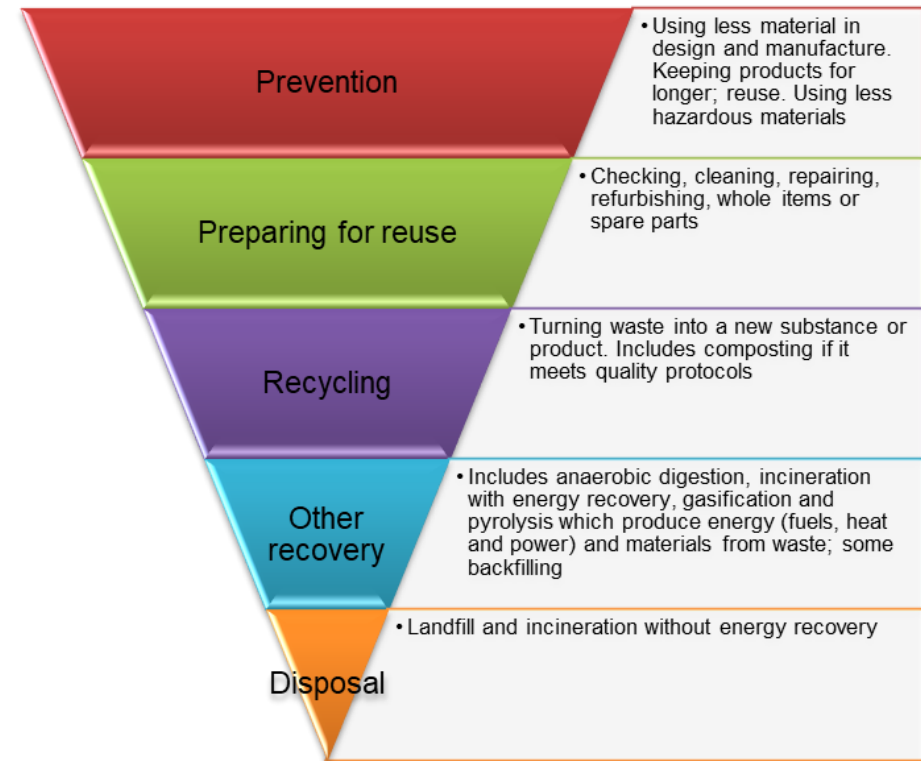 Prevention
• Using less material in
design and manufacture.
Keeping products for
longer; reuse. Using less
hazardous materials
Preparing for reuse
• Checking, cleaning, repairing,
refurbishing, whole items or
spare parts
Recycling
• Turning waste into a new substance or
product. Includes composting if it
meets quality protocols
Other
recovery
• Includes anaerobic digestion, incineration
with energy recovery, gasification and
pyrolysis which produce energy (fuels, heat
and power) and materials from waste; some
backfilling
Disposal
• Landfill and incineration without energy recovery